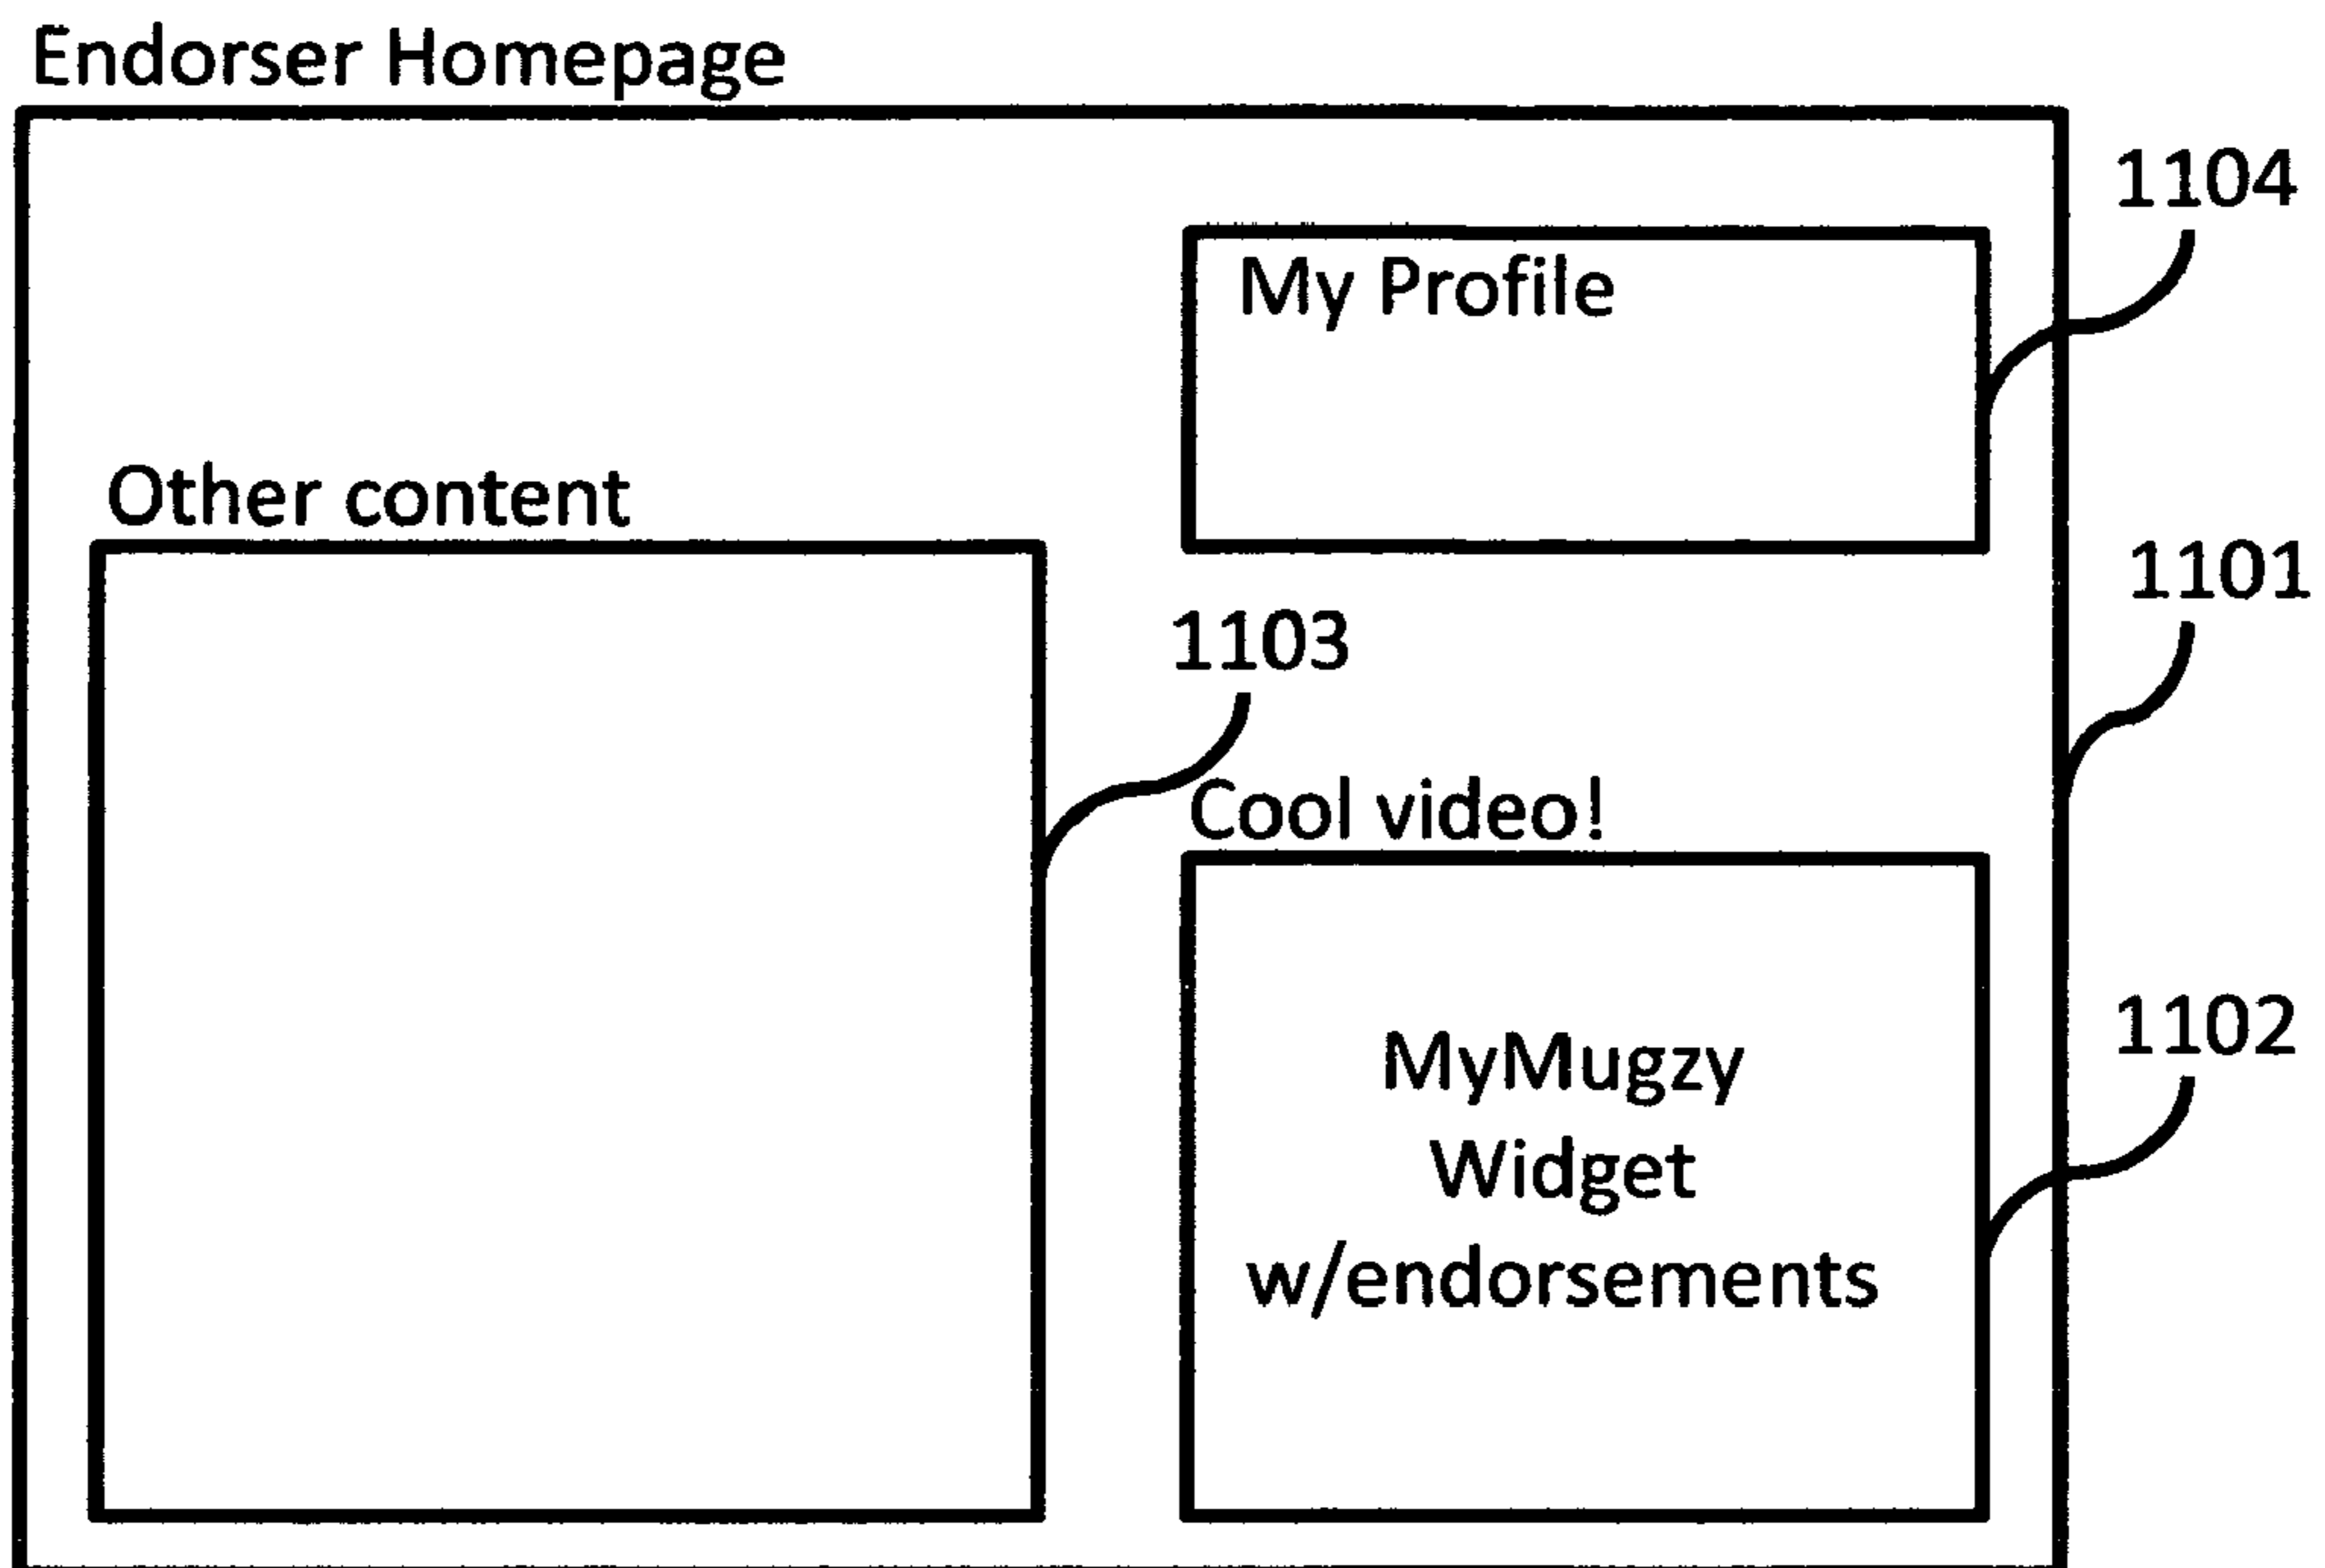 Endorser Homepage
1104
My Profile
Other content
1101
1103
Cool video!
1102
MyMugzy
Widget
w/endorsements